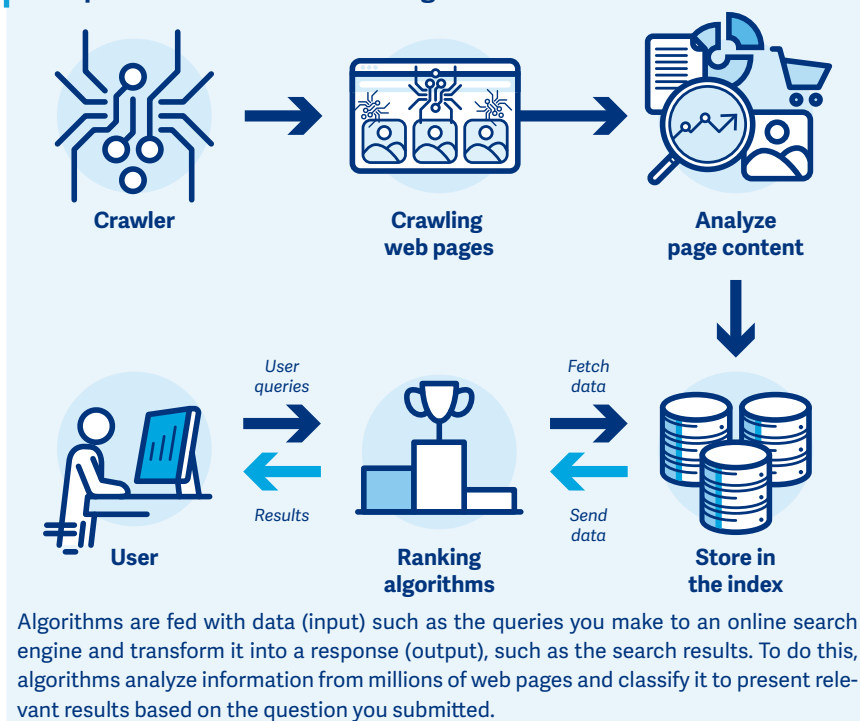 Crawler
Crawling
web pages
Analyze
page content
User
queries
Fetch
data
Results
Send
data
User
Ranking
algorithms
Store in
the index
Algorithms are fed with data (input) such as the queries you make to an online search
engine and transform it into a response (output), such as the search results. To do this,
algorithms analyze information from millions of web pages and classify it to present rele-
vant results based on the question you submitted.